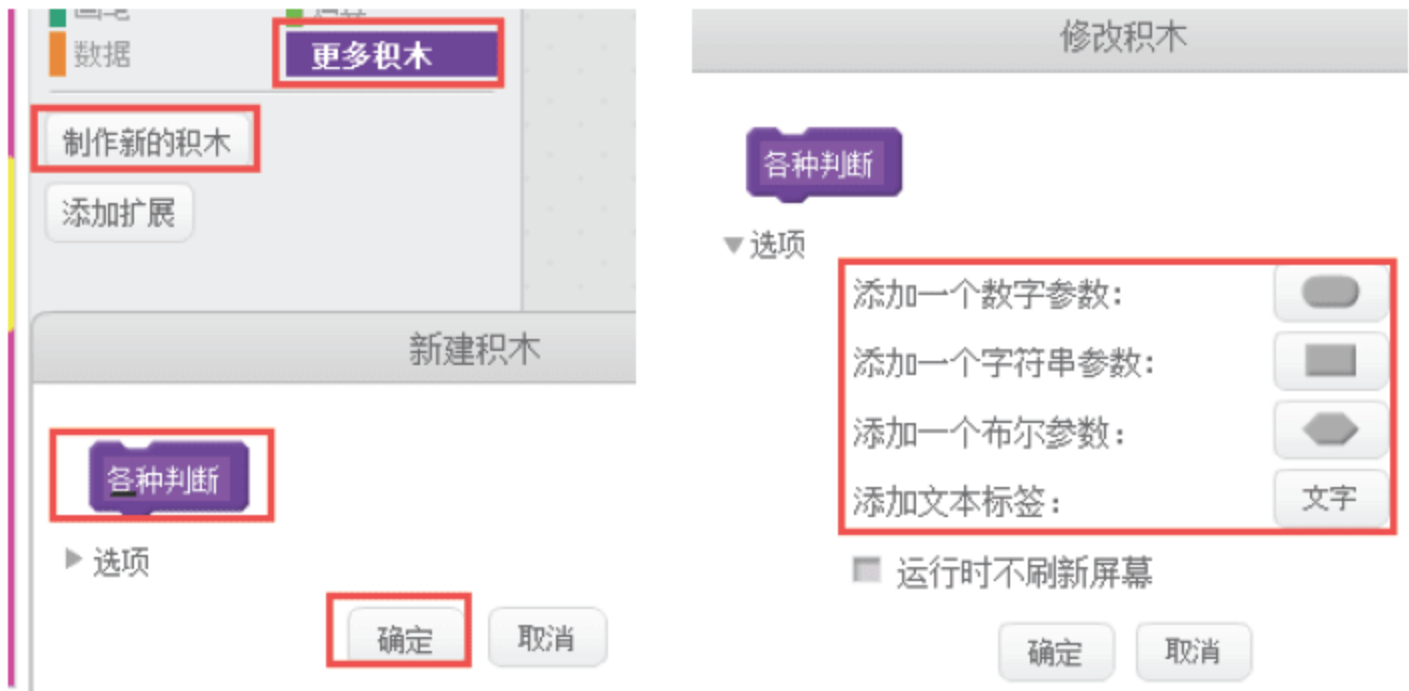 数据
更多积木
制作新的积木
添加扩展
新建积木
各种判断
选项
确定
取消
修改积木
各种判断
选项
添加一个数字参数:
添加一个字符串参数:
添加一个布尔参数:
添加文本标签:
文字
运行时不刷新屏幕
确定
取消